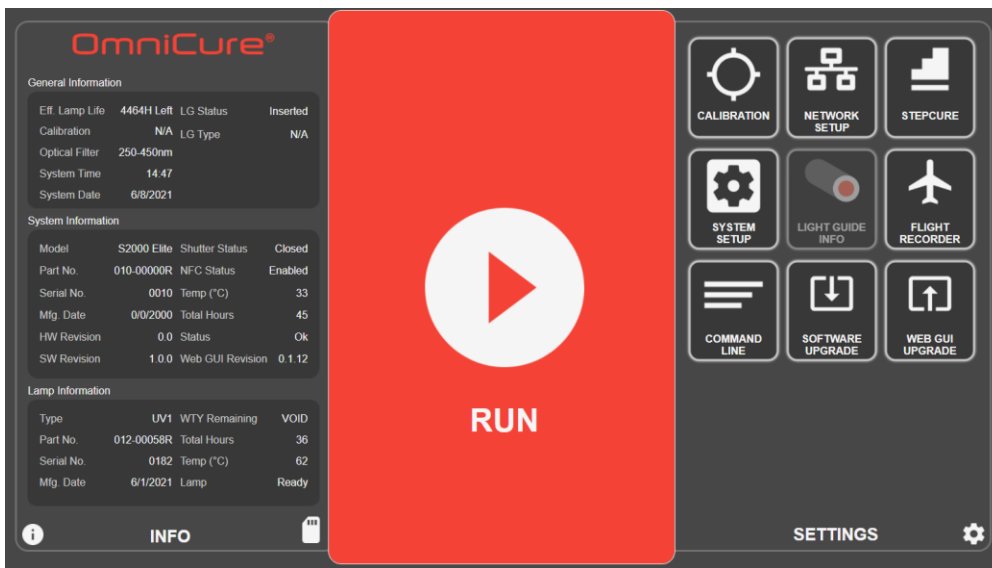 OmniCure®
General Information
Eff. Lamp Life 4464H Left LG Status Inserted
Calibration N/A LG Type N/A
Optical Filter 250-450nm
System Time 14:47
System Date 6/8/2021
System Information
Model S2000 Elite Shutter Status Closed
Part No. 010-00000R NFC Status Enabled
Serial No. 0010 Temp (°C) 33
Mfg. Date 0/0/2000 Total Hours 45
HW Revision 0.0 Status Ok
SW Revision 1.0.0 Web GUI Revision 0.1.12
Lamp Information
Type UV1 WTY Remaining VOID
Part No. 012-00058R Total Hours 36
Serial No. 0182 Temp (°C) 62
Mfg. Date 6/1/2021 Lamp Ready
INFO
RUN
CALIBRATION
NETWORK
SETUP
STEPCURE
SYSTEM
SETUP
LIGHT GUIDE
INFO
FLIGHT
RECORDER
COMMAND
LINE
SOFTWARE
UPGRADE
WEB GUI
UPGRADE
SETTINGS